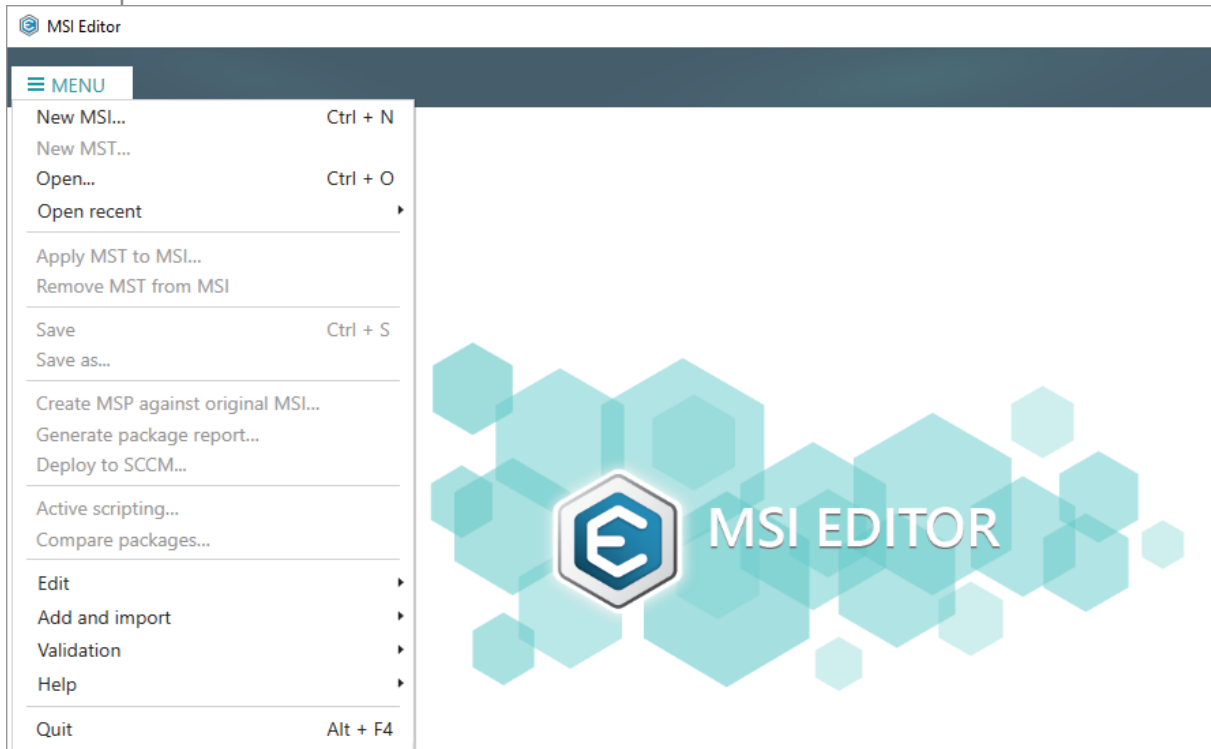 MSI Editor
MENU
New MSI... Ctrl + N
New MST...
Open... Ctrl + O
Open recent
Apply MST to MSI...
Remove MST from MSI
Save Ctrl + S
Save as...
Create MSP against original MSI...
Generate package report...
Deploy to SCCM...
Active scripting...
Compare packages...
Edit
Add and import
Validation
Help
Quit Alt + F4
MSI EDITOR